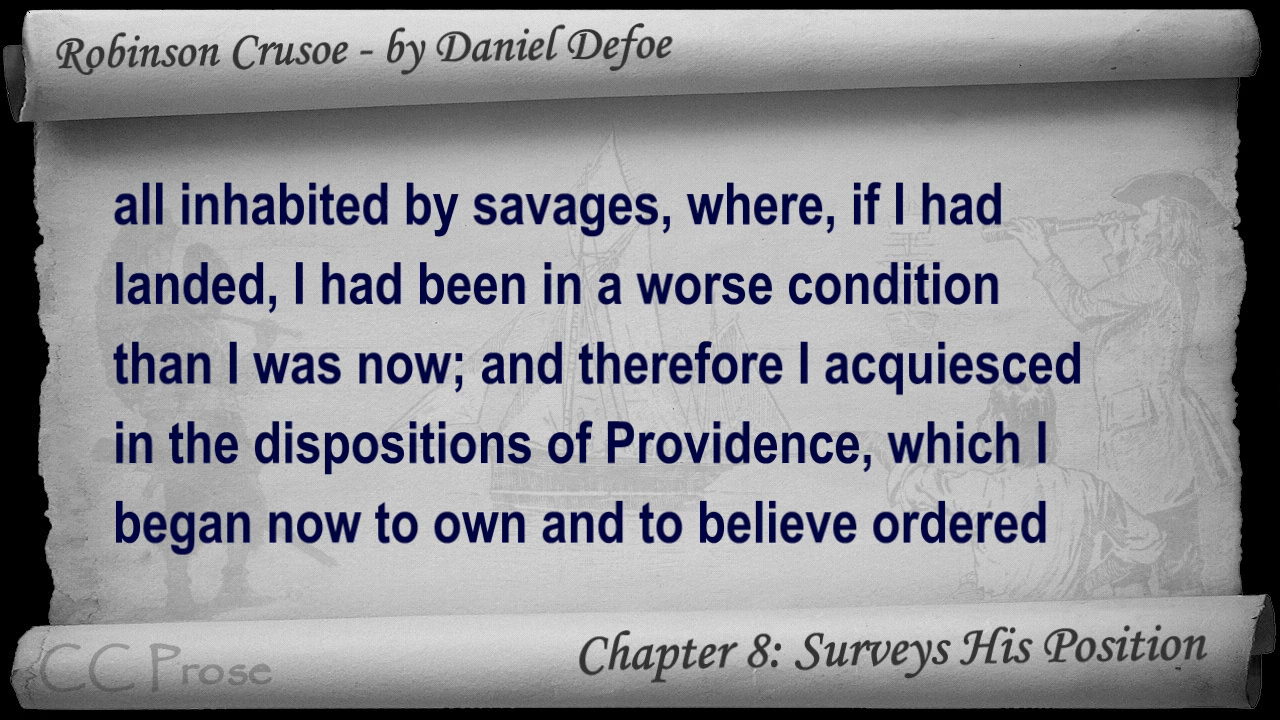 Robinson Crusoe - by Daniel Defoe
all inhabited by savages, where, if I had
landed, I had been in a worse condition
than I was now; and therefore I acquiesced
in the dispositions of Providence, which I
began now to own and to believe ordered
Chapter 8: Surveys His Position
CC Prose